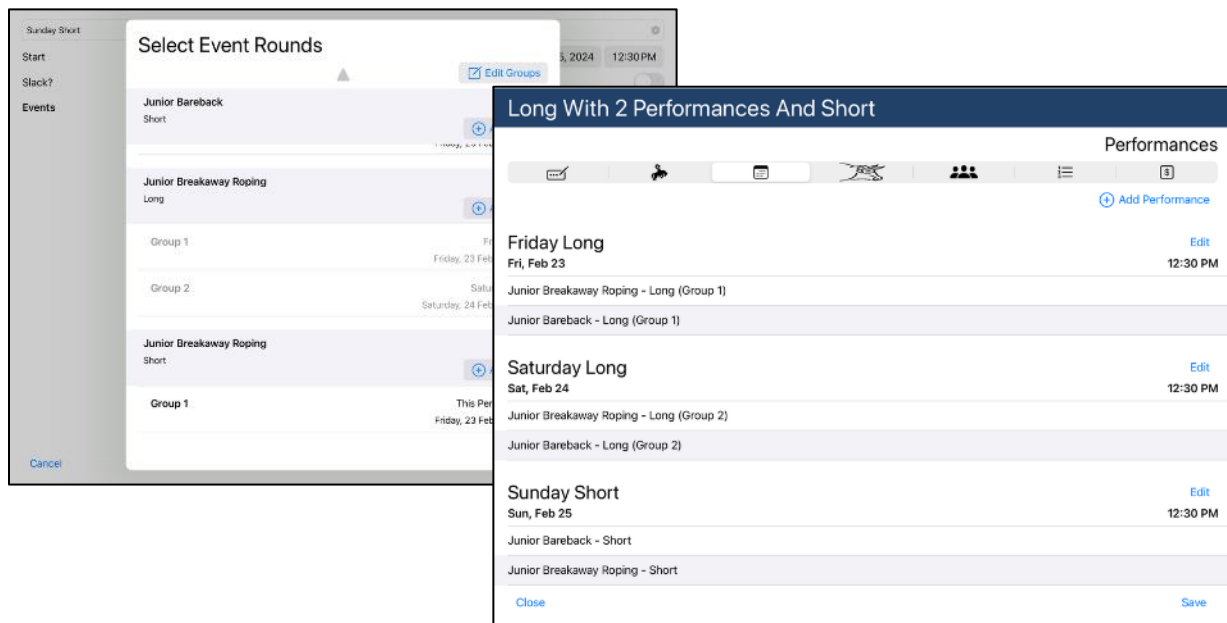 Sunday Short
Start
Slack?
Events
Cancel
5, 2024 12:30 PM
Select Event Rounds
Edit Groups
Junior Bareback
Short
Junior Breakaway Roping
Long
Group 1
Friday, 23 Feb
Group 2
Saturday, 24 Feb
Junior Breakaway Roping
Short
Group 1 This Per
Friday, 23 Feb
Long With 2 Performances And Short
Performances
Add Performance
Friday Long Edit
Fri, Feb 23 12:30 PM
Junior Breakaway Roping - Long (Group 1)
Junior Bareback - Long (Group 1)
Saturday Long Edit
Sat, Feb 24 12:30 PM
Junior Breakaway Roping - Long (Group 2)
Junior Bareback - Long (Group 2)
Sunday Short Edit
Sun, Feb 25 12:30 PM
Junior Bareback - Short
Junior Breakaway Roping - Short
Close Save